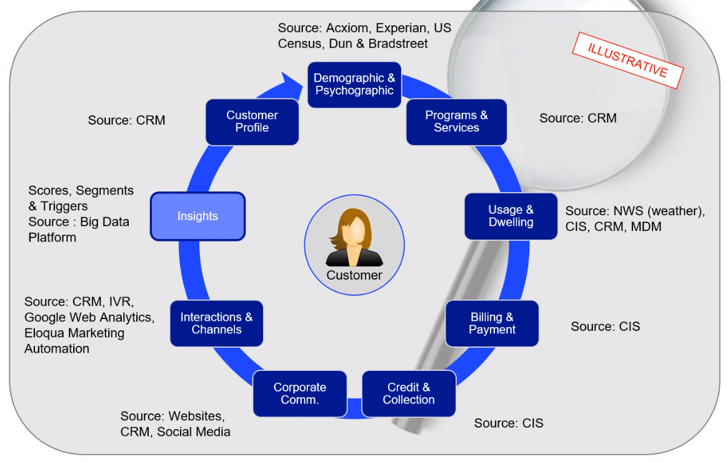 Source: Acxiom, Experian, US
Census, Dun & Bradstreet
ILLUSTRATIVE
Demographic &
Psychographic
Source: CRM
Customer
Profile
Programs &
Services
Source: CRM
Scores, Segments
& Triggers
Source : Big Data
Platform
Insights
Usage &
Dwelling
Source: NWS (weather),
CIS, CRM, MDM
Customer
Source: CRM, IVR,
Google Web Analytics,
Eloqua Marketing
Automation
Interactions &
Channels
Billing &
Payment
Source: CIS
Corporate
Comm.
Credit &
Collection
Source: Websites,
CRM, Social Media
Source: CIS